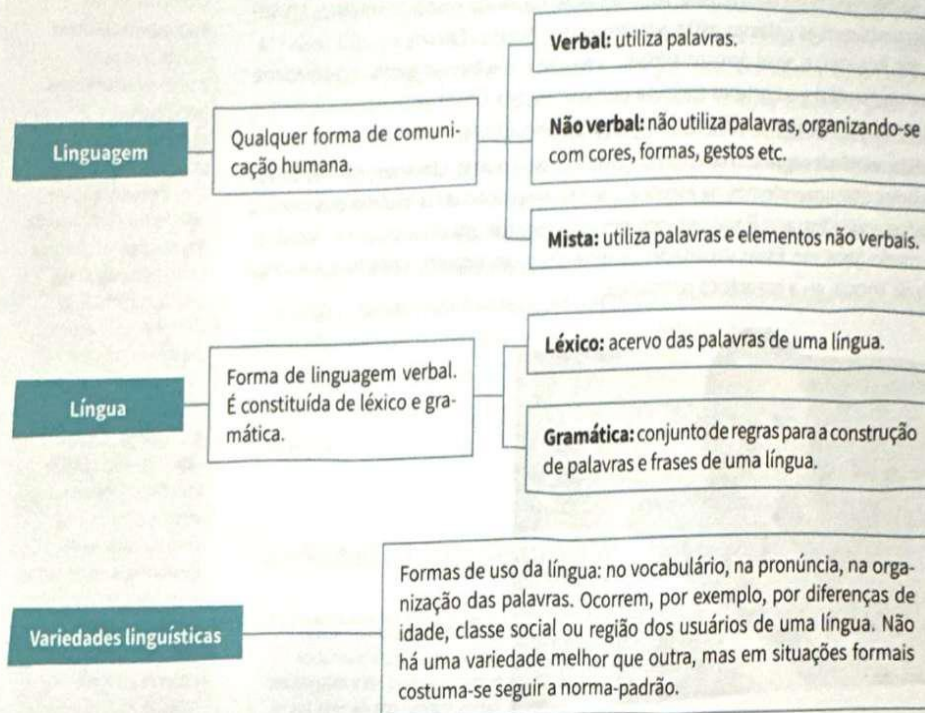 Linguagem
Qualquer forma de comuni-
cação humana.
Verbal: utiliza palavras.
Não verbal: não utiliza palavras, organizando-se
com cores, formas, gestos etc.
Mista: utiliza palavras e elementos não verbais.
Língua
Forma de linguagem verbal.
É constituída de léxico e gra-
mática.
Léxico: acervo das palavras de uma língua.
Gramática: conjunto de regras para a construção
de palavras e frases de uma língua.
Variedades linguísticas
Formas de uso da língua: no vocabulário, na pronúncia, na orga-
nização das palavras. Ocorrem, por exemplo, por diferenças de
idade, classe social ou região dos usuários de uma língua. Não
há uma variedade melhor que outra, mas em situações formais
costuma-se seguir a norma-padrão.